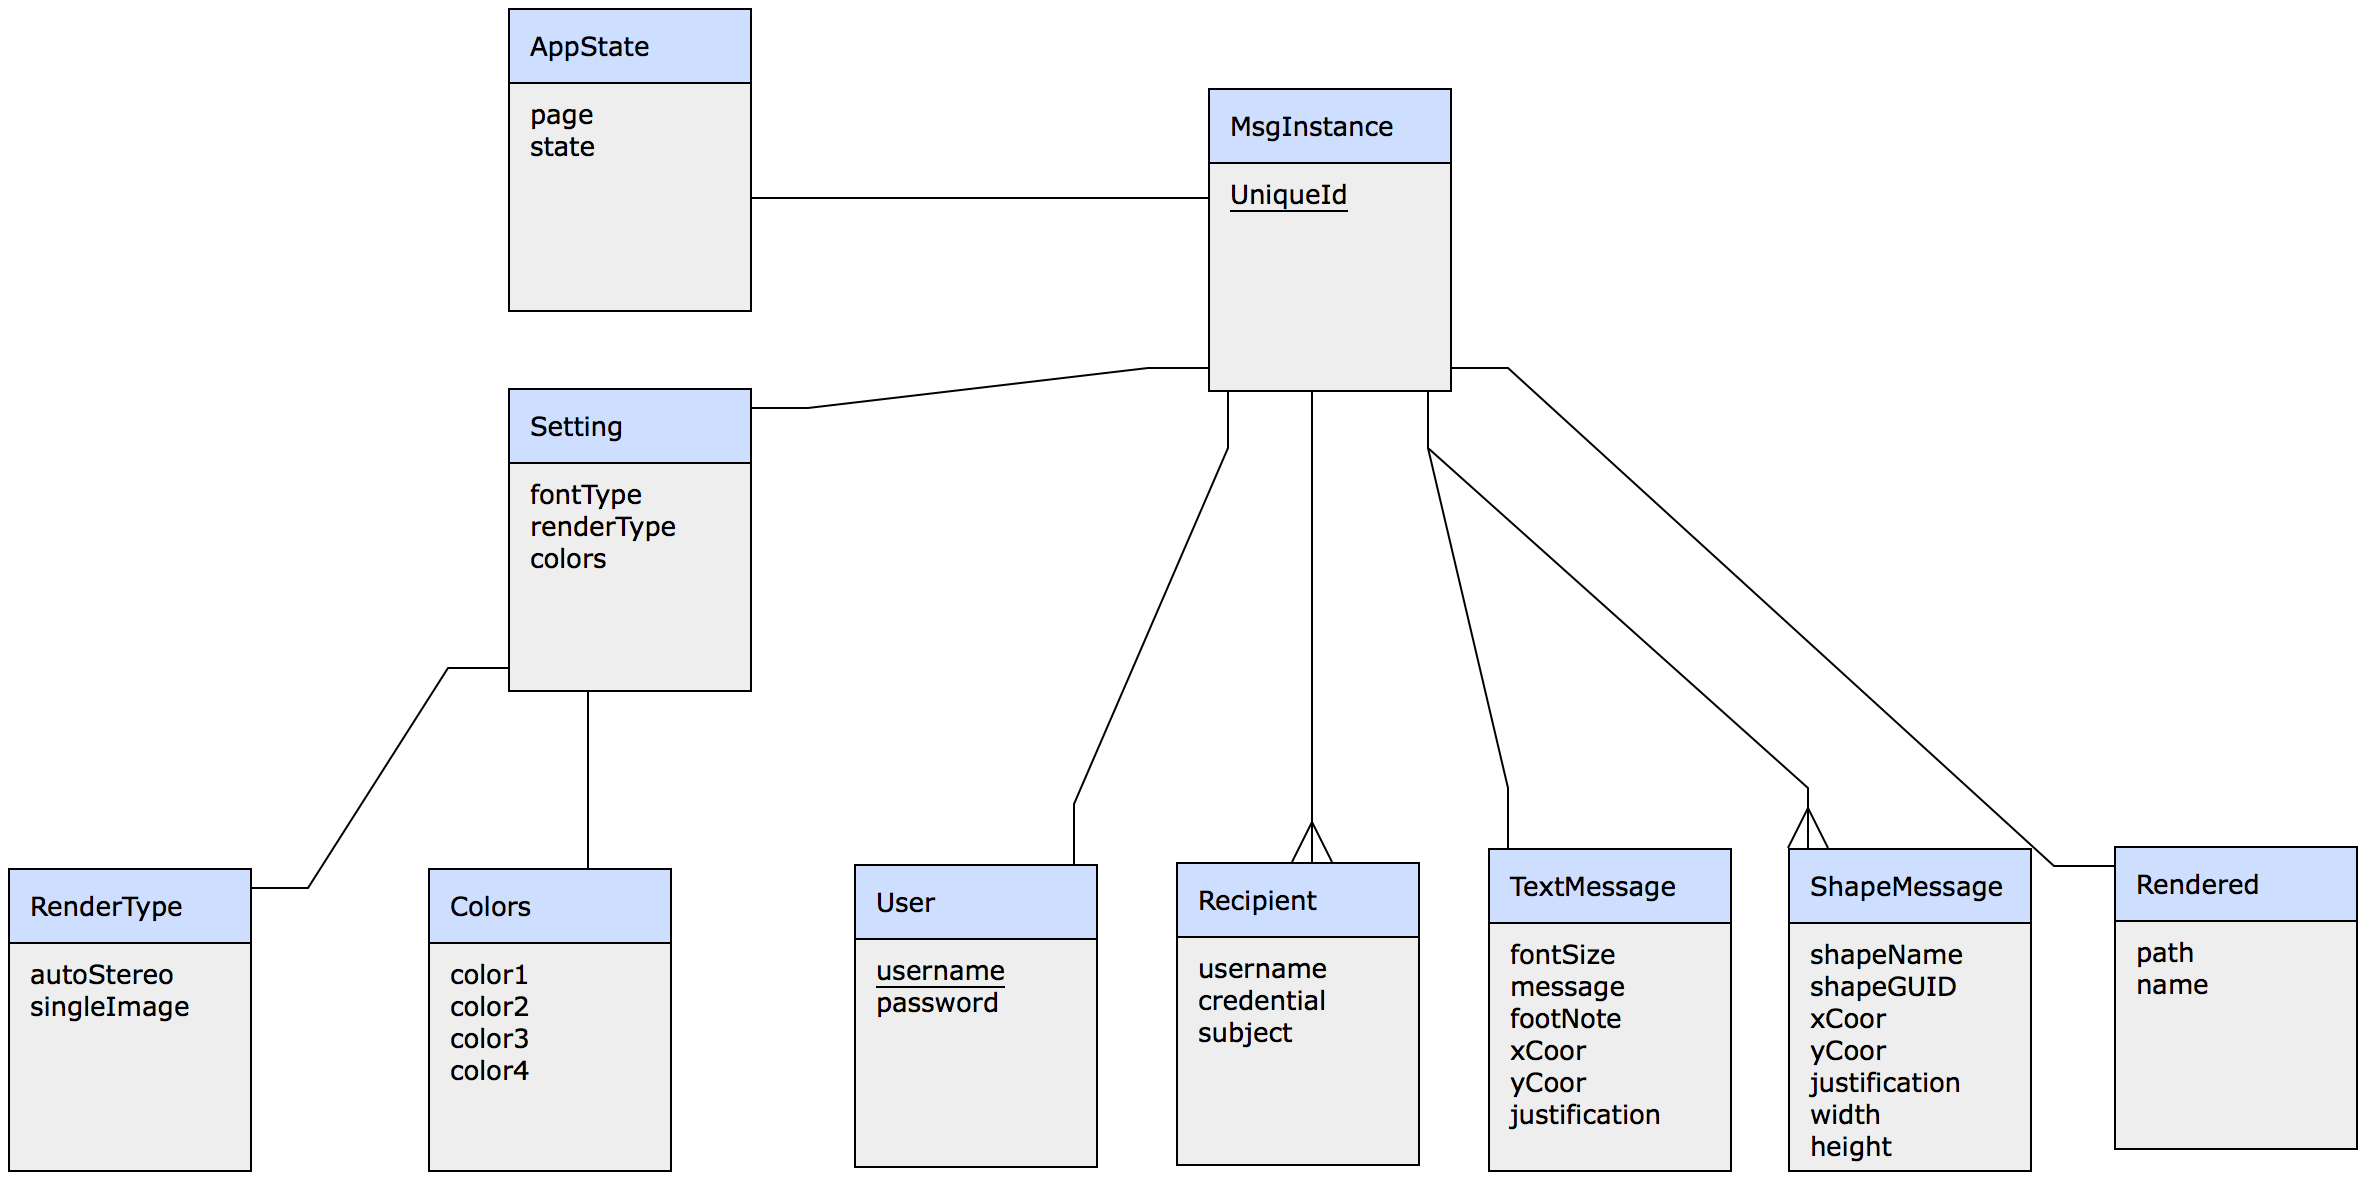 AppState
page
state
MsgInstance
UniqueId
Setting
fontType
renderType
colors
RenderType
autoStereo
singleImage
Colors
color1
color2
color3
color4
User
username
password
Recipient
username
credential
subject
TextMessage
fontSize
message
footNote
xCoor
yCoor
justification
ShapeMessage
shapeName
shapeGUID
xCoor
yCoor
justification
width
height
Rendered
path
name